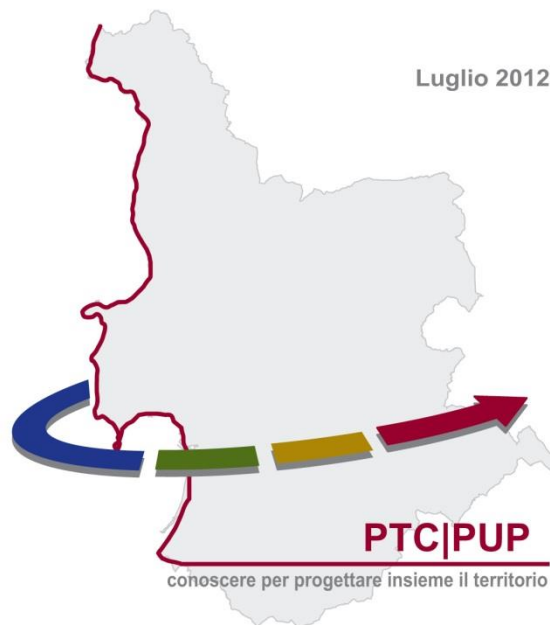 Luglio 2012
PTC|PUP
conoscere per progettare insieme il territorio